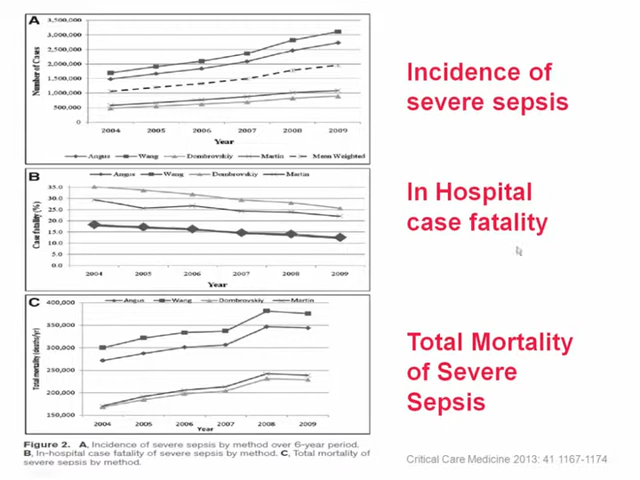 A
3,500,000
3,000,000
2,500,000
2,000,000
1,500,000
1,000,000
500,000
0
Number of Cases
2004 2005 2006 2007 2008 2009
Year
Angus Wang Dombrovskiy Martin Mean Weighted
Incidence of
severe sepsis
B
Angus Wang Dombrovskiy Martin
35.0
30.0
25.0
20.0
15.0
10.0
5.0
0.0
Case fatality (%)
2004 2005 2006 2007 2008 2009
Year
In Hospital
case fatality
C
Angus Wang Dombrovskiy Martin
400,000
350,000
300,000
250,000
200,000
150,000
Total mortality (deaths/yr)
2004 2005 2006 2007 2008 2009
Year
Total Mortality
of Severe
Sepsis
Figure 2. A, Incidence of severe sepsis by method over 6-year period.
B, In-hospital case fatality of severe sepsis by method. C, Total mortality of
severe sepsis by method.
Critical Care Medicine 2013: 41 1167-1174